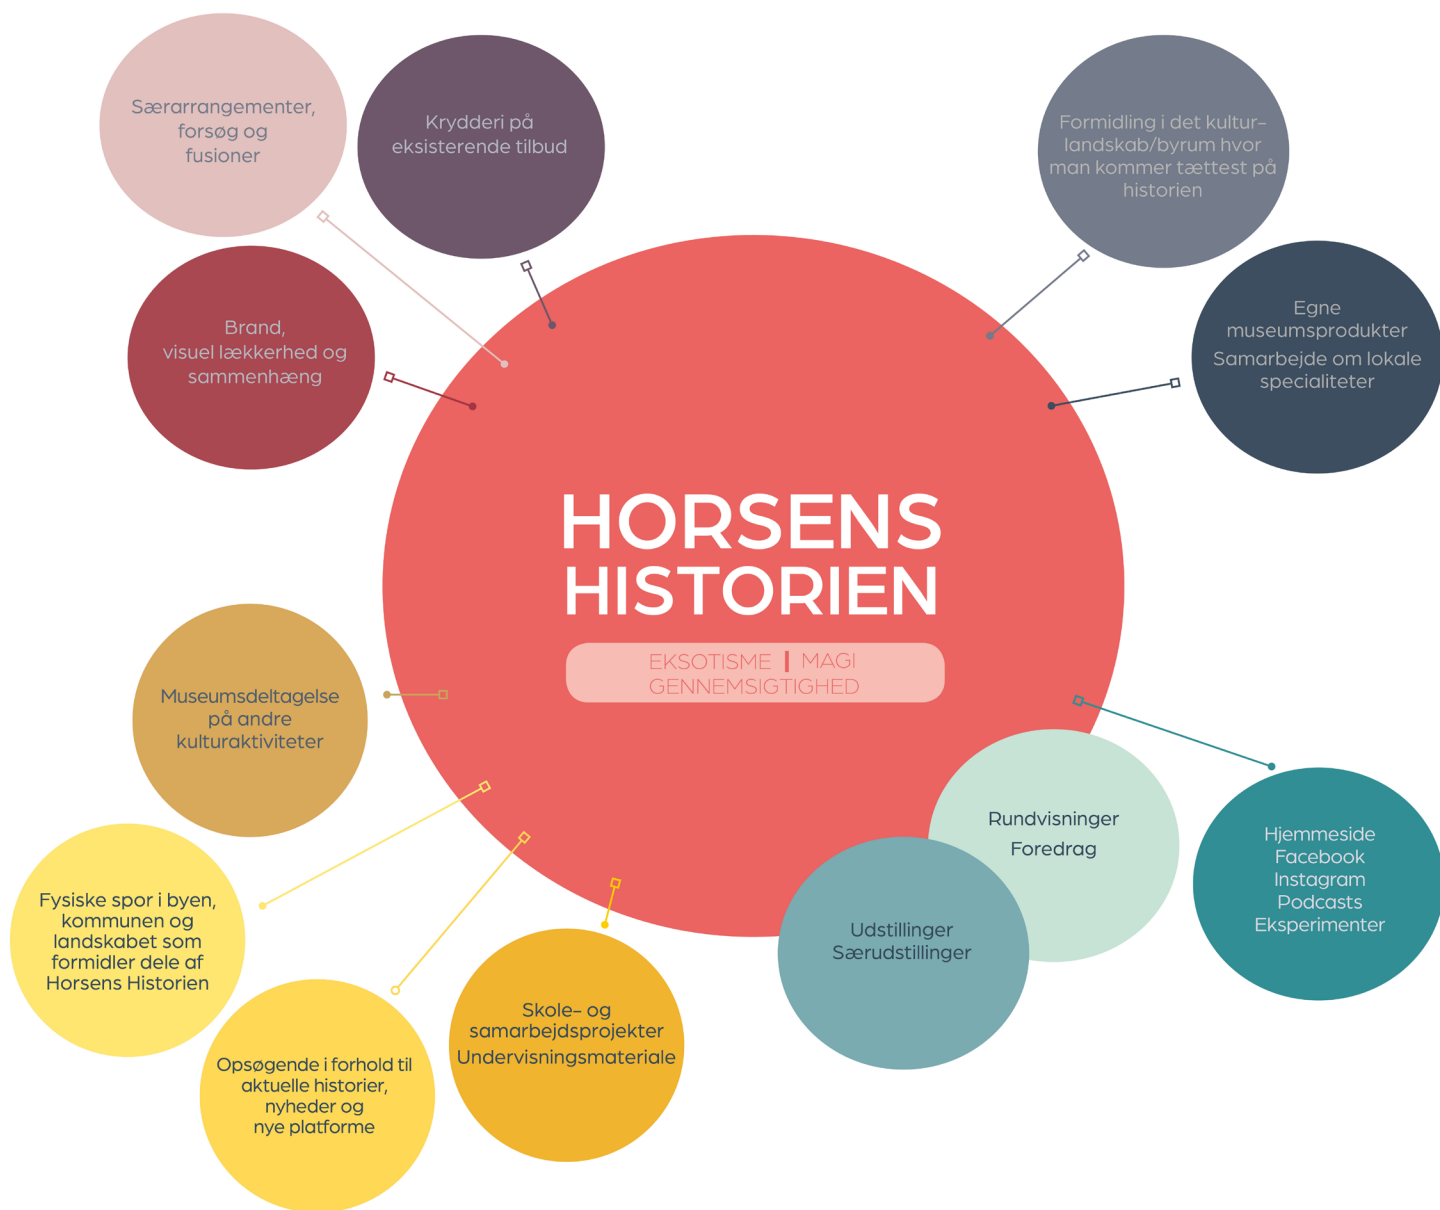 Særarrangementer,
forsøg og
fusioner
Krydderi på
eksisterende tilbud
Formidling i det kultur-
landskab/byrum hvor
man kommer tættest på
historien
Brand,
visuel lækkerhed og
sammenhæng
Egne
museumsprodukter
Samarbejde om lokale
specialiteter
HORSENS
HISTORIEN
EKSOTISME | MAGI
GENNEMSIGTIGHED
Museumsdeltagelse
på andre
kulturaktiviteter
Fysiske spor i byen,
kommunen og
landskabet som
formidler dele af
Horsens Historien
Opsøgende i forhold til
aktuelle historier,
nyheder og
nye platforme
Skole- og
samarbejdsprojekter
Undervisningsmateriale
Udstillinger
Særudstillinger
Rundvisninger
Foredrag
Hjemmeside
Facebook
Instagram
Podcasts
Eksperimenter